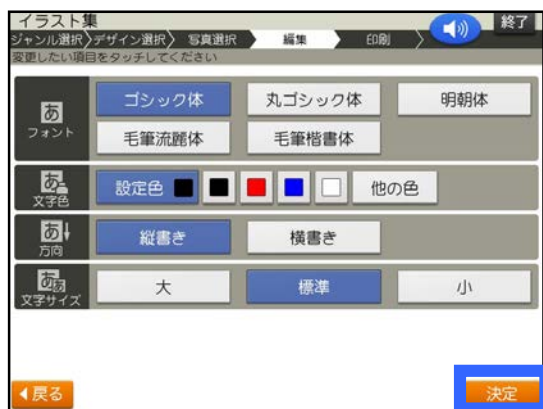 イラスト集
終了
ジャンル選択〉デザイン選択〉 写真選択 編集 印刷
変更したい項目をタッチしてください
あ
フォント
ゴシック体 丸ゴシック体 明朝体
毛筆流麗体 毛筆楷書体
あ
文字色
設定色 他の色
あ
方向
縦書き 横書き
ああ
文字サイズ
大 標準 小
戻る
決定